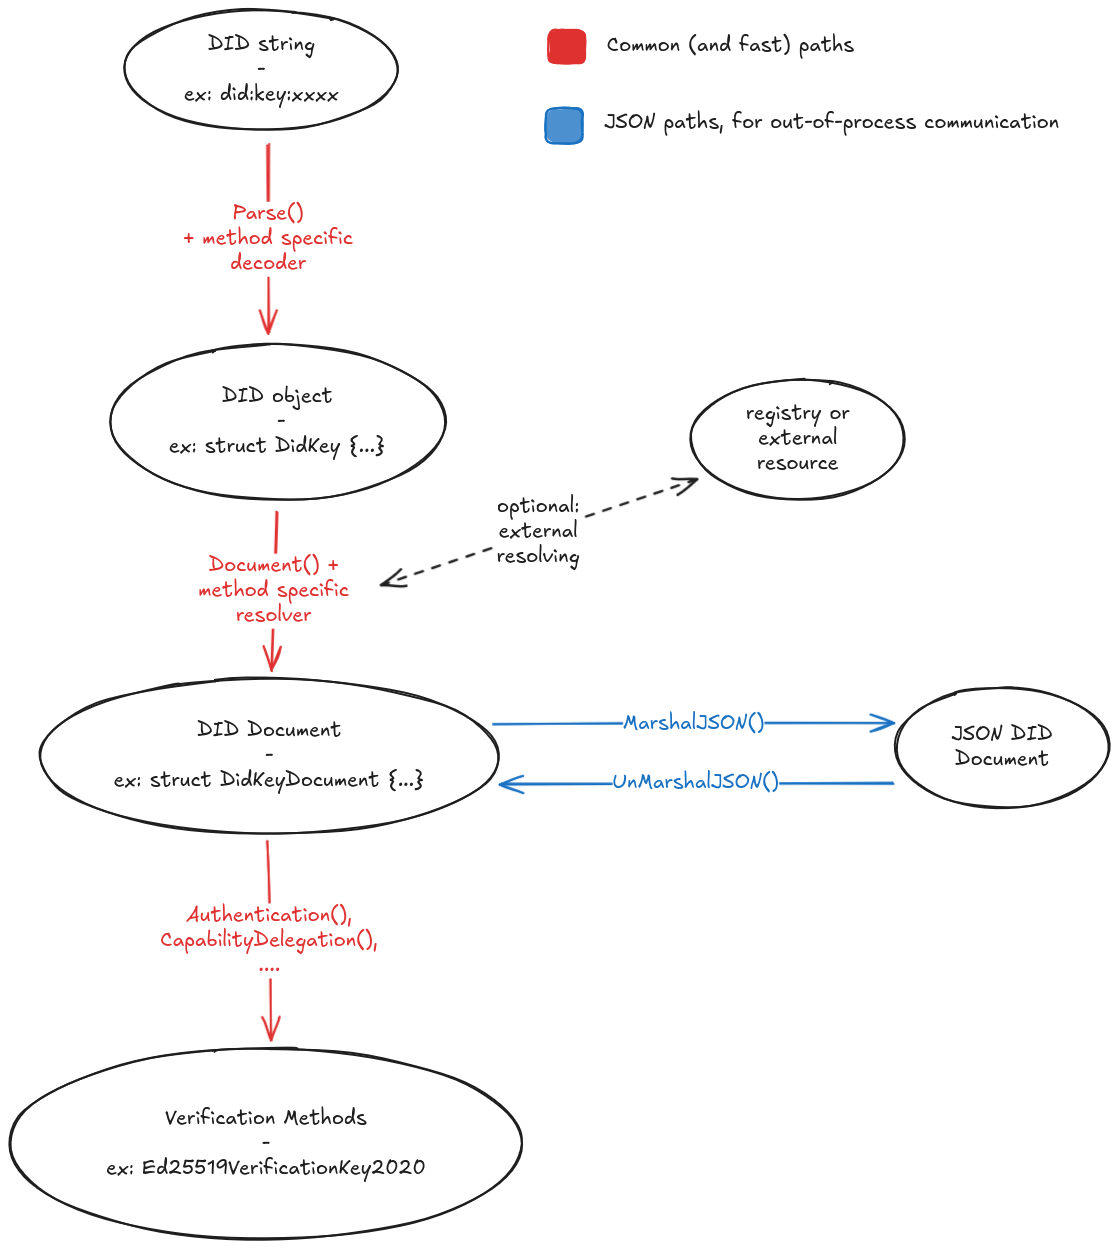 DID string
-
ex: did:key:xxxx
Common (and fast) paths
JSON paths, for out-of-process communication
Parse()
+ method specific
decoder
DID object
-
ex: struct DidKey {...}
registry or
external
resource
optional:
external
resolving
Document() +
method specific
resolver
DID Document
-
ex: struct DidKeyDocument {...}
MarshalJSON()
UnMarshalJSON()
JSON DID
Document
Authentication(),
CapabilityDelegation(),
....
Verification Methods
-
ex: Ed25519VerificationKey2020